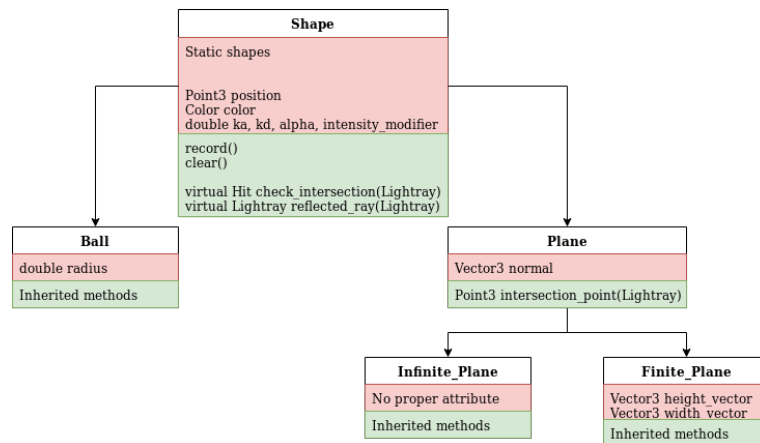 Shape
Static shapes
Point3 position
Color color
double ka, kd, alpha, intensity_modifier
record()
clear()
virtual Hit check_intersection(Lightray)
virtual Lightray reflected_ray(Lightray)
Ball
double radius
Inherited methods
Plane
Vector3 normal
Point3 intersection_point(Lightray)
Infinite_Plane
No proper attribute
Inherited methods
Finite_Plane
Vector3 height_vector
Vector3 width_vector
Inherited methods